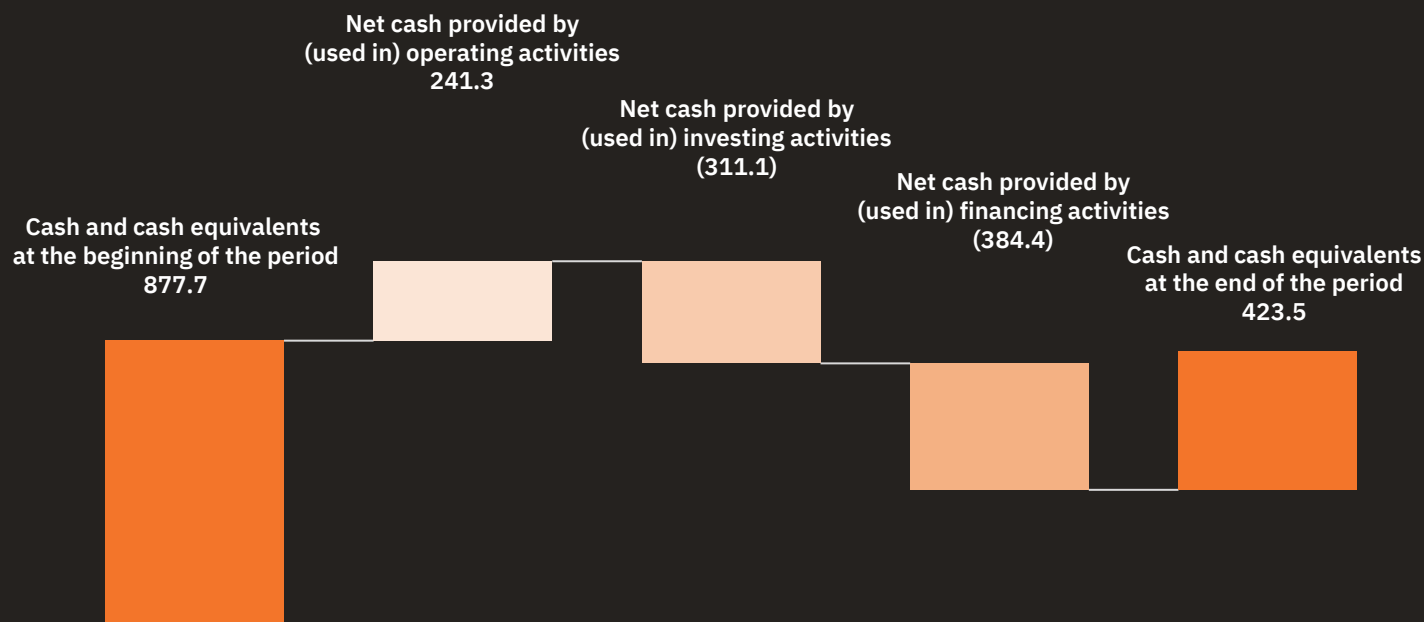 Net cash provided by
(used in) operating activities
241.3
Net cash provided by
(used in) investing activities
(311.1)
Net cash provided by
(used in) financing activities
(384.4)
Cash and cash equivalents
at the beginning of the period
877.7
Cash and cash equivalents
at the end of the period
423.5